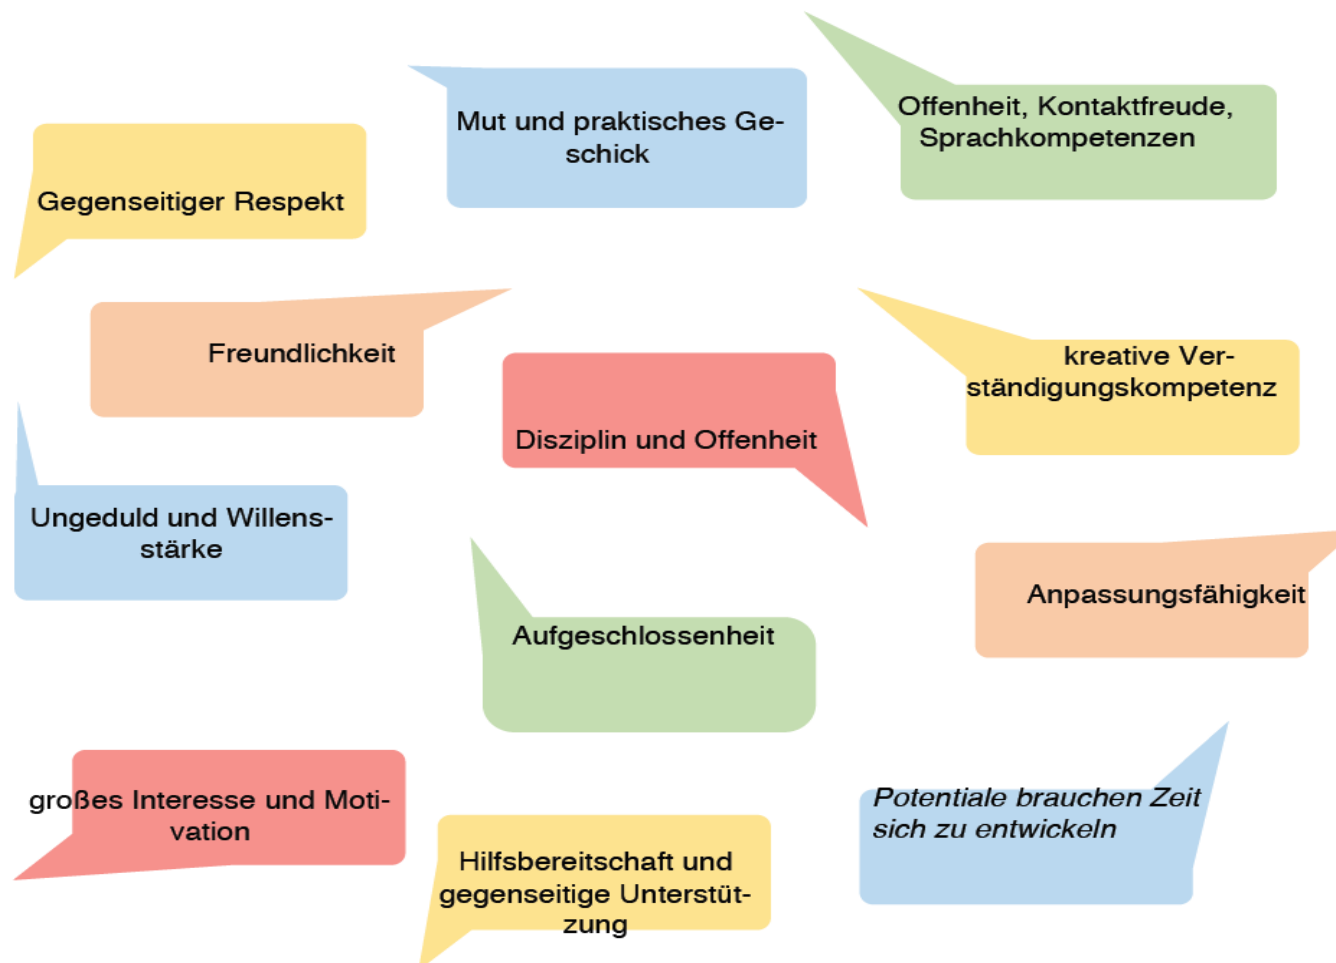 Mut und praktisches Ge-
schick
Offenheit, Kontaktfreude,
Sprachkompetenzen
Gegenseitiger Respekt
Freundlichkeit
kreative Ver-
ständigungskompetenz
Disziplin und Offenheit
Ungeduld und Willens-
stärke
Anpassungsfähigkeit
Aufgeschlossenheit
großes Interesse und Moti-
vation
Potentiale brauchen Zeit
sich zu entwickeln
Hilfsbereitschaft und
gegenseitige Unterstüt-
zung